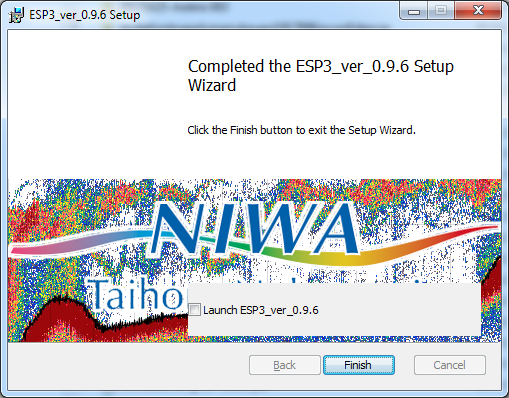 ESP3_ver_0.9.6 Setup
Completed the ESP3_ver_0.9.6 Setup
Wizard
Click the Finish button to exit the Setup Wizard.
NIWA
Taiho
Launch ESP3_ver_0.9.6
Back
Finish
Cancel